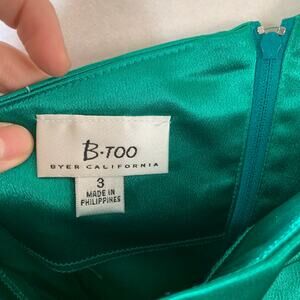 B•TOO
BYER CALIFORNIA
3
MADE IN
PHILIPPINES